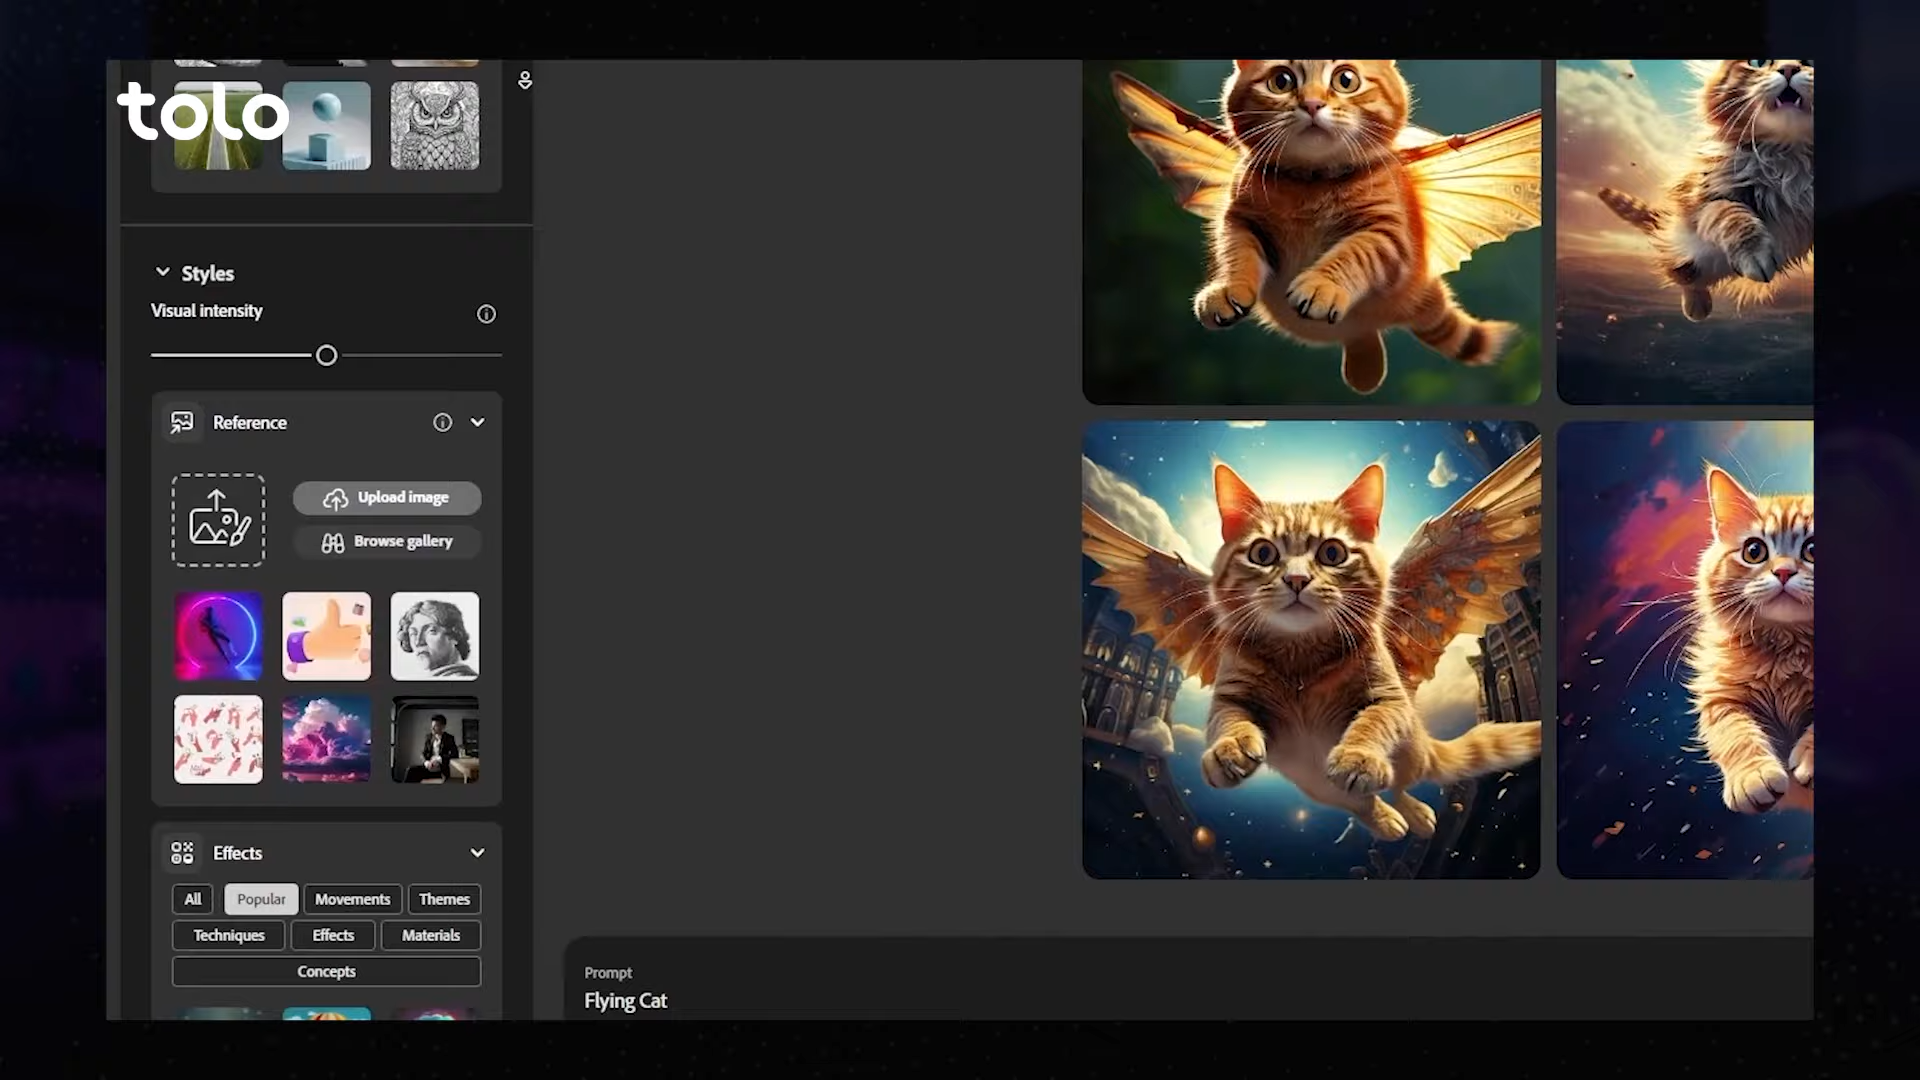 tolo
Styles
Visual intensity
Reference
Upload image
Browse gallery
Effects
All Popular Movements Themes
Techniques Effects Materials
Concepts
Prompt
Flying Cat